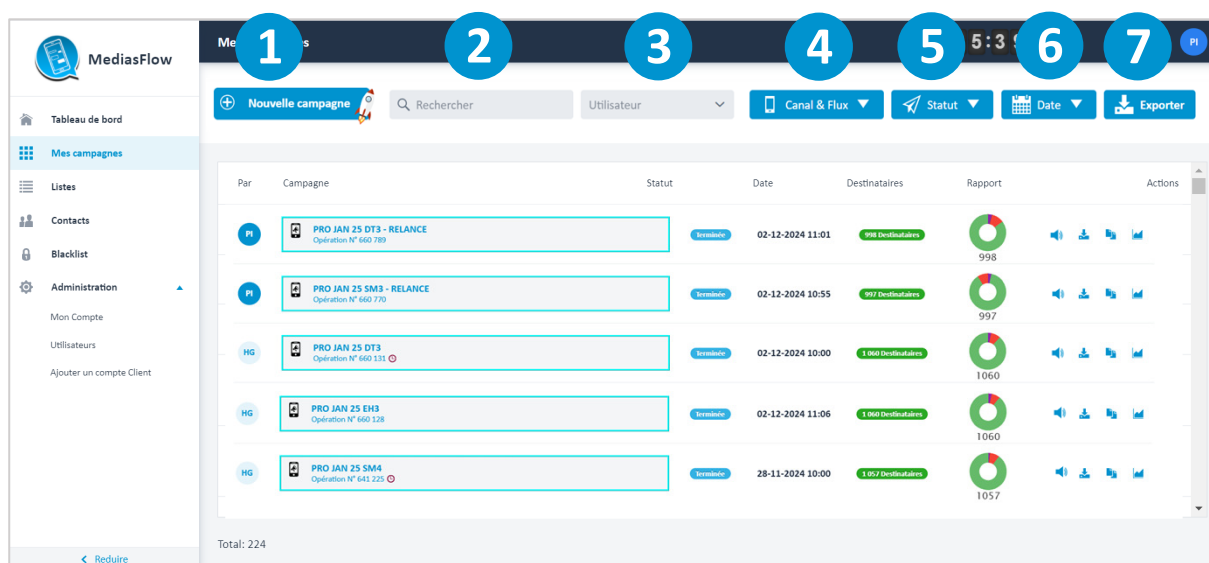 MediasFlow
Tableau de bord
Mes campagnes
Listes
Contacts
Blacklist
Administration
Mon Compte
Utilisateurs
Ajouter un compte Client
Reduire
1
2
3
4
5
6
7
5:3
PI
Nouvelle campagne
Rechercher
Utilisateur
Canal & Flux
Statut
Date
Exporter
Par Campagne Statut Date Destinataires Rapport Actions
PI PRO JAN 25 DT3 - RELANCE
Opération N° 660 789
Terminée 02-12-2024 11:01 998 Destinataires
998
PI PRO JAN 25 SM3 - RELANCE
Opération N° 660 770
Terminée 02-12-2024 10:55 997 Destinataires
997
HG PRO JAN 25 DT3
Opération N° 660 131
Terminée 02-12-2024 10:00 1 060 Destinataires
1060
HG PRO JAN 25 EH3
Opération N° 660 128
Terminée 02-12-2024 11:06 1 060 Destinataires
1060
HG PRO JAN 25 SM4
Opération N° 641 225
Terminée 28-11-2024 10:00 1 057 Destinataires
1057
Total: 224